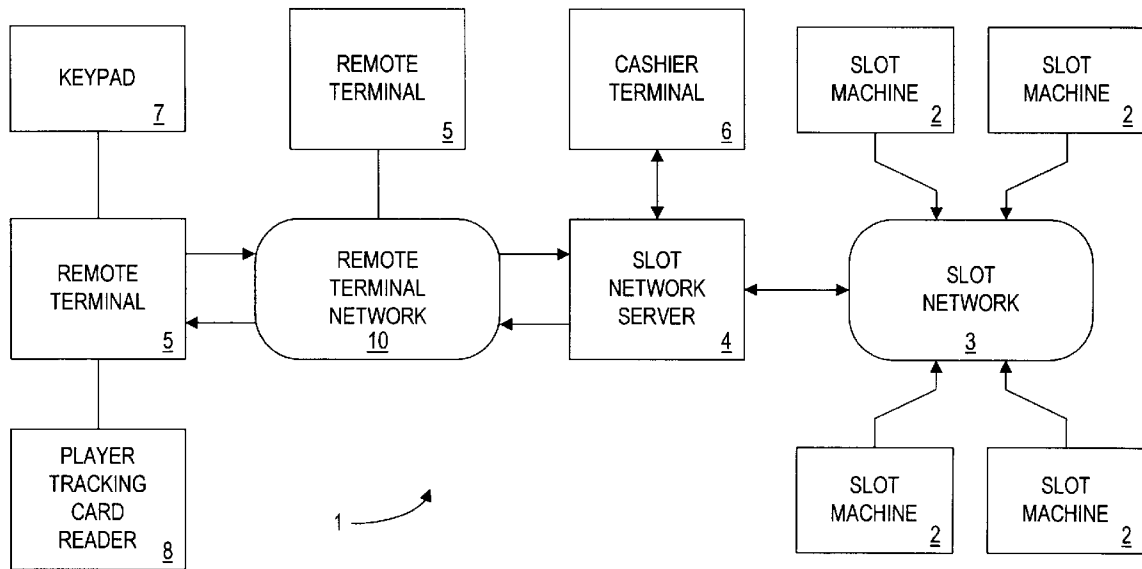 KEYPAD
7
REMOTE
TERMINAL
5
CASHIER
TERMINAL
6
SLOT
MACHINE
2
SLOT
MACHINE
2
REMOTE
TERMINAL
5
REMOTE
TERMINAL
NETWORK
10
SLOT
NETWORK
SERVER
4
SLOT
NETWORK
3
PLAYER
TRACKING
CARD
READER
8
1
SLOT
MACHINE
2
SLOT
MACHINE
2